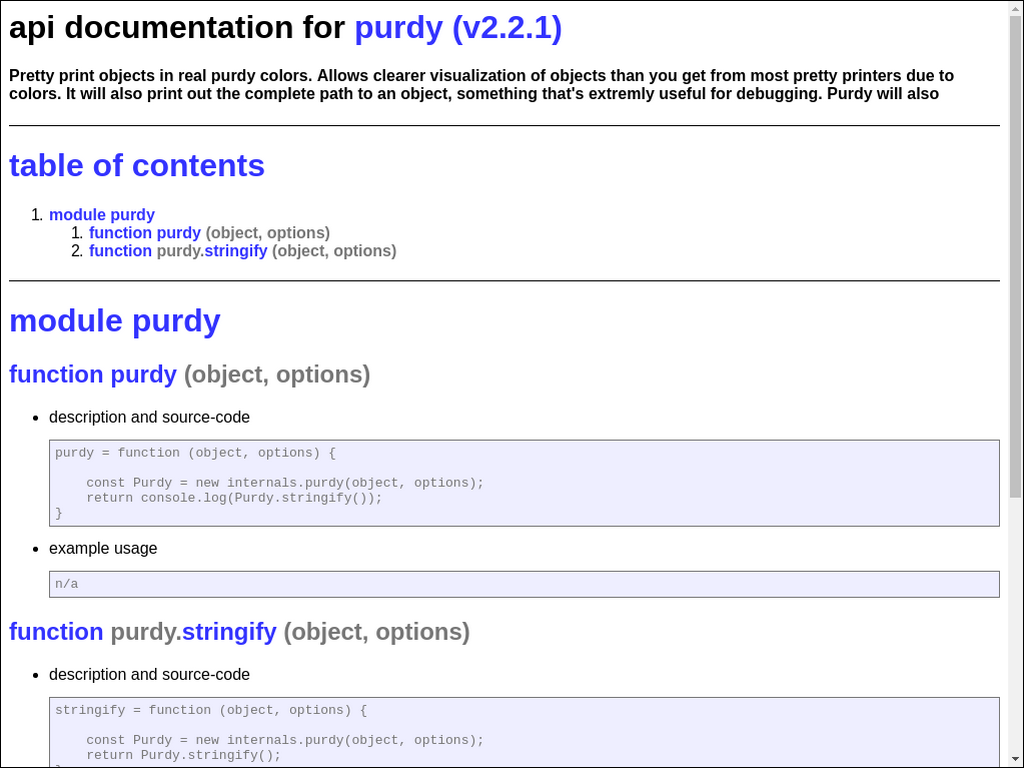 api documentation for purdy (v2.2.1)
Pretty print objects in real purdy colors. Allows clearer visualization of objects than you get from most pretty printers due to
colors. It will also print out the complete path to an object, something that's extremly useful for debugging. Purdy will also
table of contents
1. module purdy
1. function purdy (object, options)
2. function purdy.stringify (object, options)
module purdy
function purdy (object, options)
• description and source-code
purdy = function (object, options) {
    const Purdy = new internals.purdy(object, options);
    return console.log(Purdy.stringify());
}
• example usage
n/a
function purdy.stringify (object, options)
• description and source-code
stringify = function (object, options) {
    const Purdy = new internals.purdy(object, options);
    return Purdy.stringify();